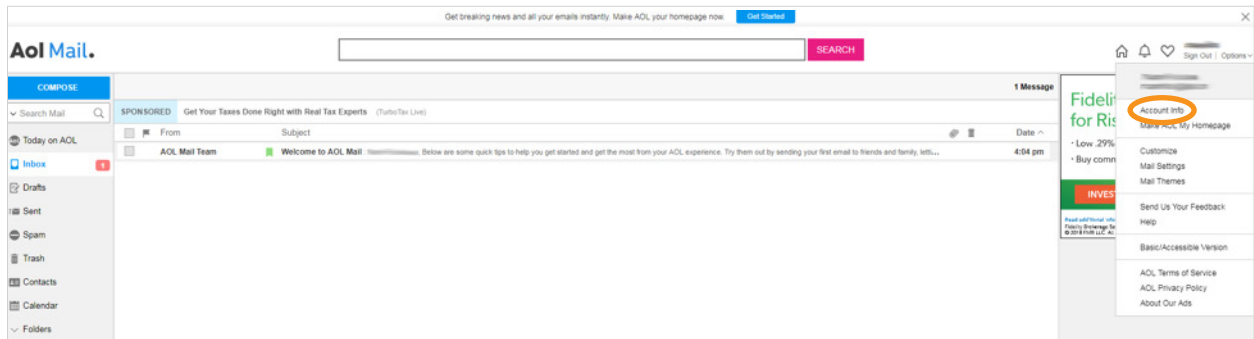 Get breaking news and all your emails instantly. Make AOL your homepage now. Get Started
Aol Mail.
SEARCH
Sign Out | Options
COMPOSE
Search Mail
Today on AOL
Inbox 1
Drafts
Sent
Spam
Trash
Contacts
Calendar
Folders
1 Message
SPONSORED Get Your Taxes Done Right with Real Tax Experts (TurboTax Live)
From Subject Date
AOL Mail Team Welcome to AOL Mail Below are some quick tips to help you get started and get the most from your AOL experience. Try them out by sending your first email to friends and family, letti... 4:04 pm
Fideli
for Ris
· Low .29%
· Buy comm
INVES
Account Info
Make AOL My Homepage
Customize
Mail Settings
Mail Themes
Send Us Your Feedback
Help
Basic/Accessible Version
AOL Terms of Service
AOL Privacy Policy
About Our Ads